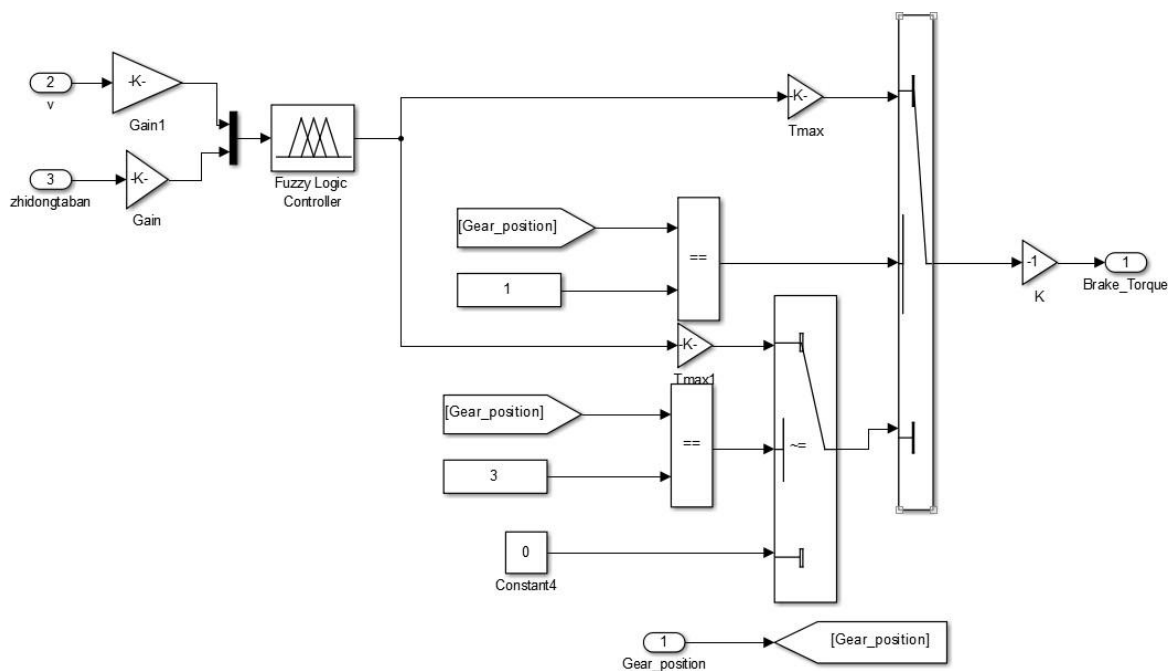 2
v
-K-
Gain1
3
zhidongtaban
-K-
Gain
Fuzzy Logic
Controller
-K-
Tmax
[Gear_position]
1
==
-K-
Tmax1
[Gear_position]
3
==
~=
0
Constant4
-1
K
1
Brake_Torque
1
Gear_position
[Gear_position]